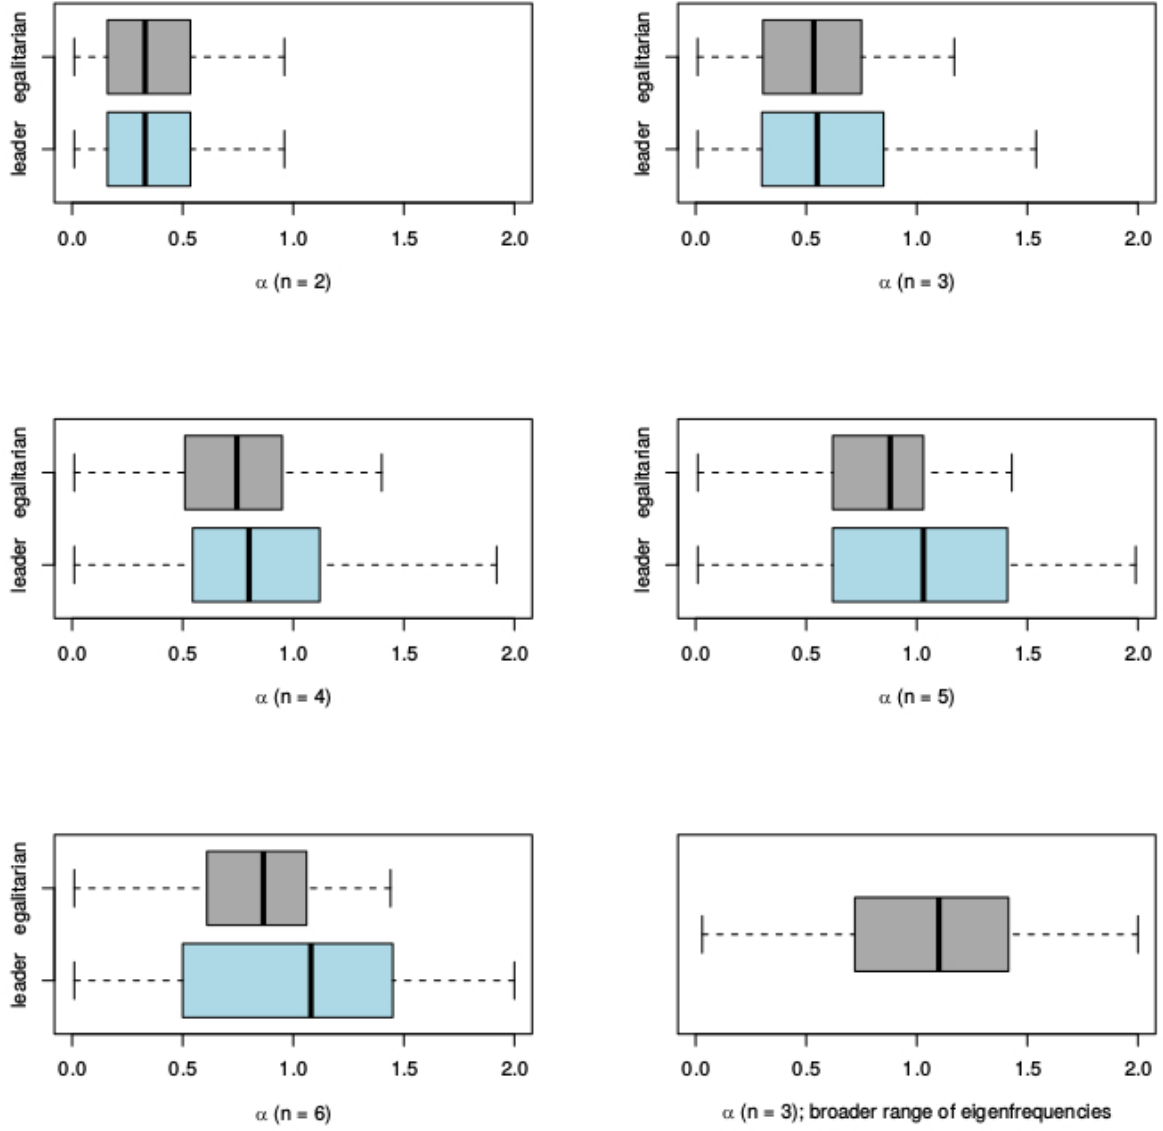 egalitarian
leader
0.0 0.5 1.0 1.5 2.0
α (n = 2)
egalitarian
leader
0.0 0.5 1.0 1.5 2.0
α (n = 3)
egalitarian
leader
0.0 0.5 1.0 1.5 2.0
α (n = 4)
egalitarian
leader
0.0 0.5 1.0 1.5 2.0
α (n = 5)
egalitarian
leader
0.0 0.5 1.0 1.5 2.0
α (n = 6)
0.0 0.5 1.0 1.5 2.0
α (n = 3); broader range of eigenfrequencies